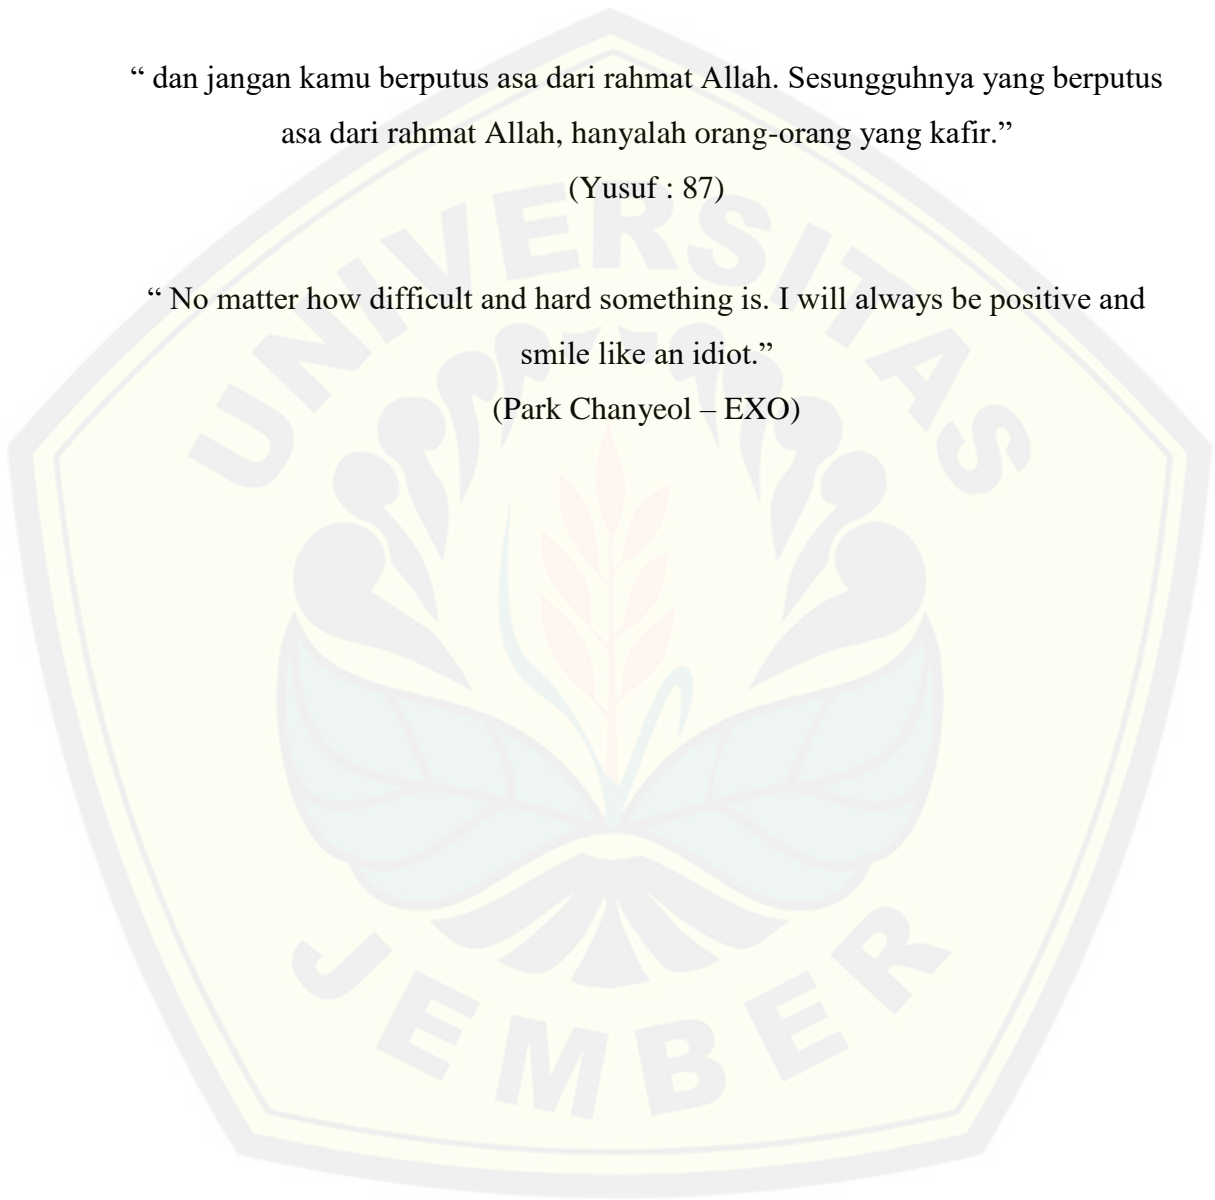 “ dan jangan kamu berputus asa dari rahmat Allah. Sesungguhnya yang berputus
asa dari rahmat Allah, hanyalah orang-orang yang kafir.”
(Yusuf : 87)
“ No matter how difficult and hard something is. I will always be positive and
smile like an idiot.”
(Park Chanyeol – EXO)
UNIVERSITAS
JEMBER